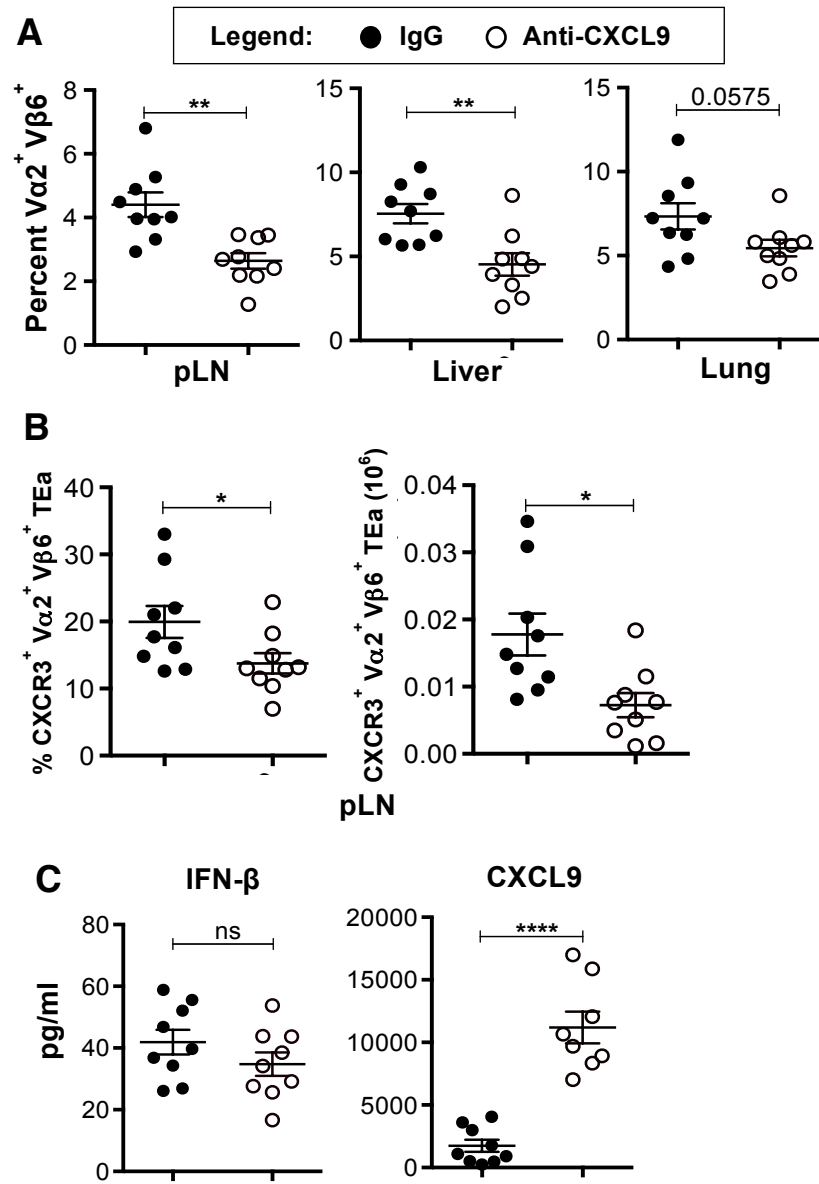 A
Legend: ● IgG ○ Anti-CXCL9
Percent Vα2⁺ Vβ6⁺
8
6
4
2
0
**
pLN
15
10
5
0
**
Liver
15
10
5
0
0.0575
Lung
B
% CXCR3⁺ Vα2⁺ Vβ6⁺ TEa
40
30
20
10
0
*
CXCR3⁺ Vα2⁺ Vβ6⁺ TEa (10⁶)
0.04
0.03
0.02
0.01
0.00
*
pLN
C
IFN-β
pg/ml
80
60
40
20
0
ns
CXCL9
20000
15000
10000
5000
0
****